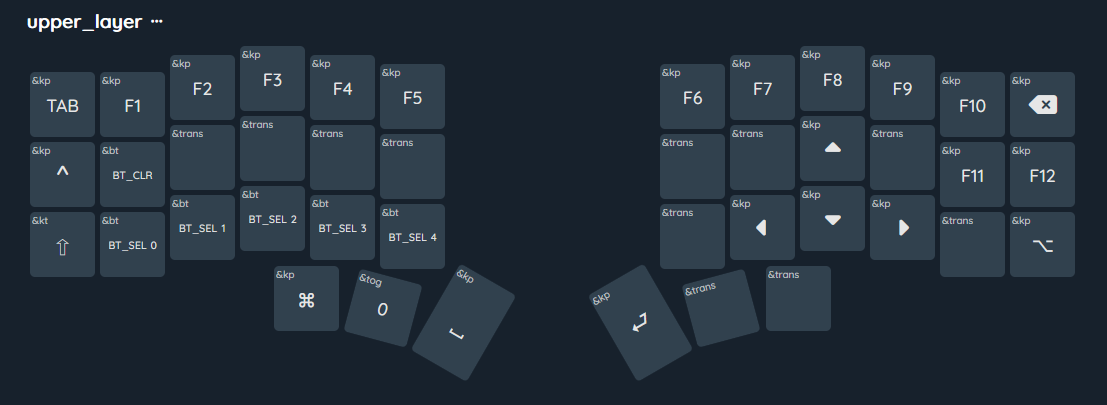 upper_layer ···
&kp TAB &kp F1 &kp F2 &kp F3 &kp F4 &kp F5 &kp F6 &kp F7 &kp F8 &kp F9 &kp F10 &kp ⌫
&kp ^ &bt BT_CLR &trans &trans &trans &trans &trans &trans &kp ▲ &trans &kp F11 &kp F12
&kt ⇧ &bt BT_SEL 0 &bt BT_SEL 1 &bt BT_SEL 2 &bt BT_SEL 3 &bt BT_SEL 4 &trans &kp ◀ &kp ▼ &kp ▶ &trans &kp ⌥
&kp ⌘ &tog 0 &kp ⎵ &kp ⏎ &trans &trans